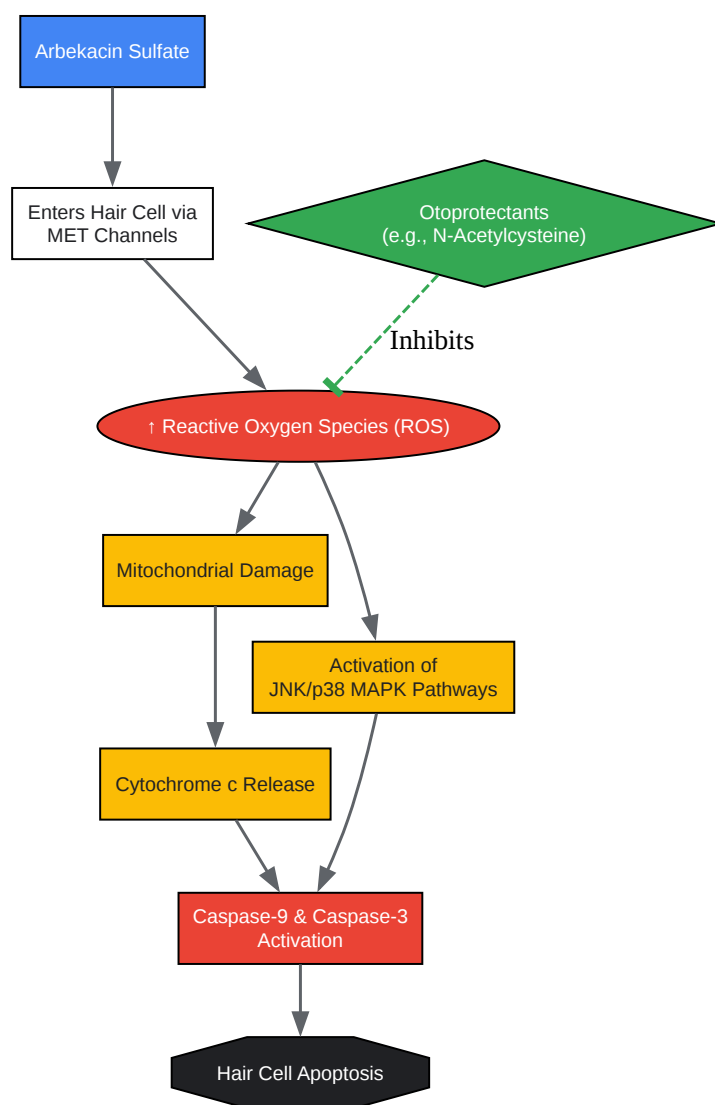 Arbekacin Sulfate
Enters Hair Cell via
MET Channels
Otoprotectants
(e.g., N-Acetylcysteine)
Inhibits
↑ Reactive Oxygen Species (ROS)
Mitochondrial Damage
Activation of
JNK/p38 MAPK Pathways
Cytochrome c Release
Caspase-9 & Caspase-3
Activation
Hair Cell Apoptosis